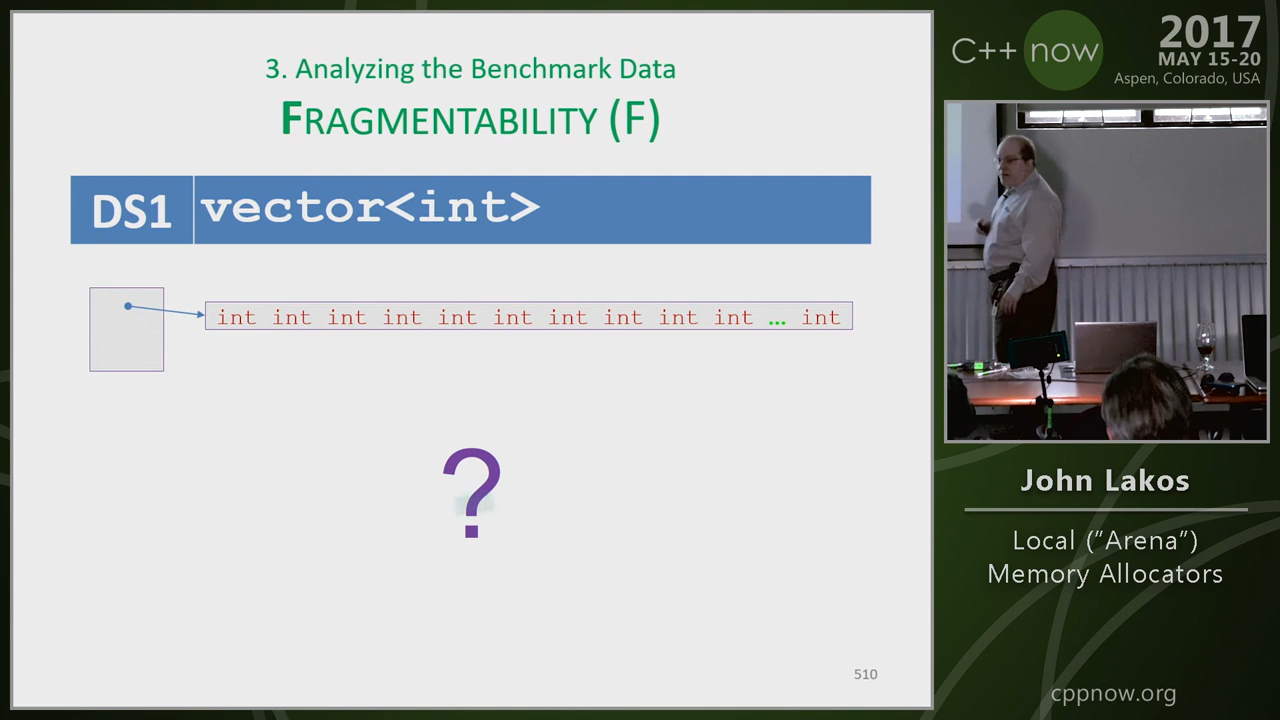 3. Analyzing the Benchmark Data
FRAGMENTABILITY (F)
DS1 vector<int>
int int int int int int int int int int ... int
?
510
C++ now
2017
MAY 15-20
Aspen, Colorado, USA
John Lakos
Local ("Arena")
Memory Allocators
cppnow.org